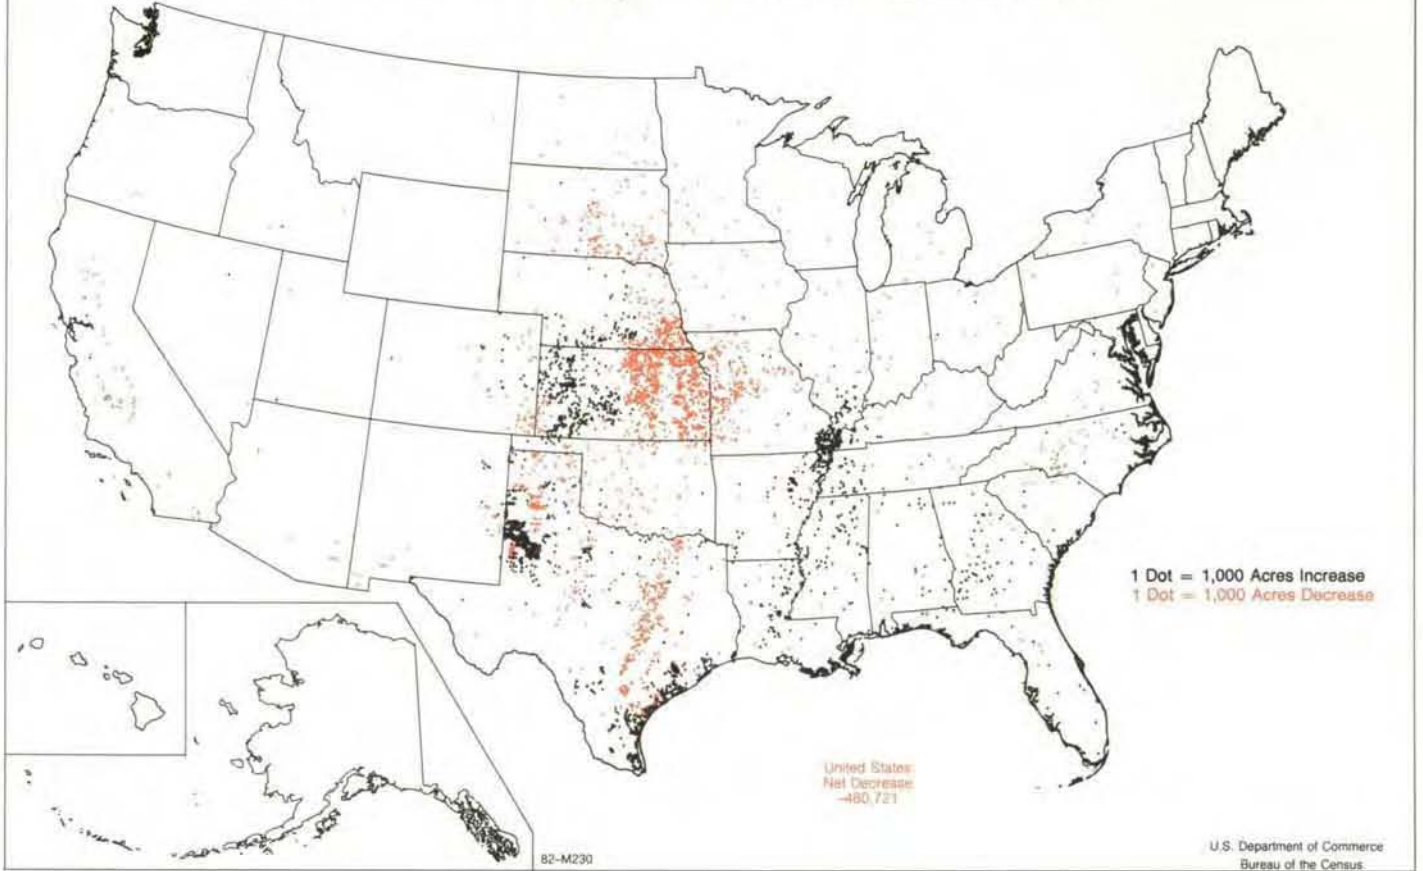 1 Dot = 1,000 Acres Increase
1 Dot = 1,000 Acres Decrease
United States
Net Decrease
-480,721
82-M230
U.S. Department of Commerce
Bureau of the Census